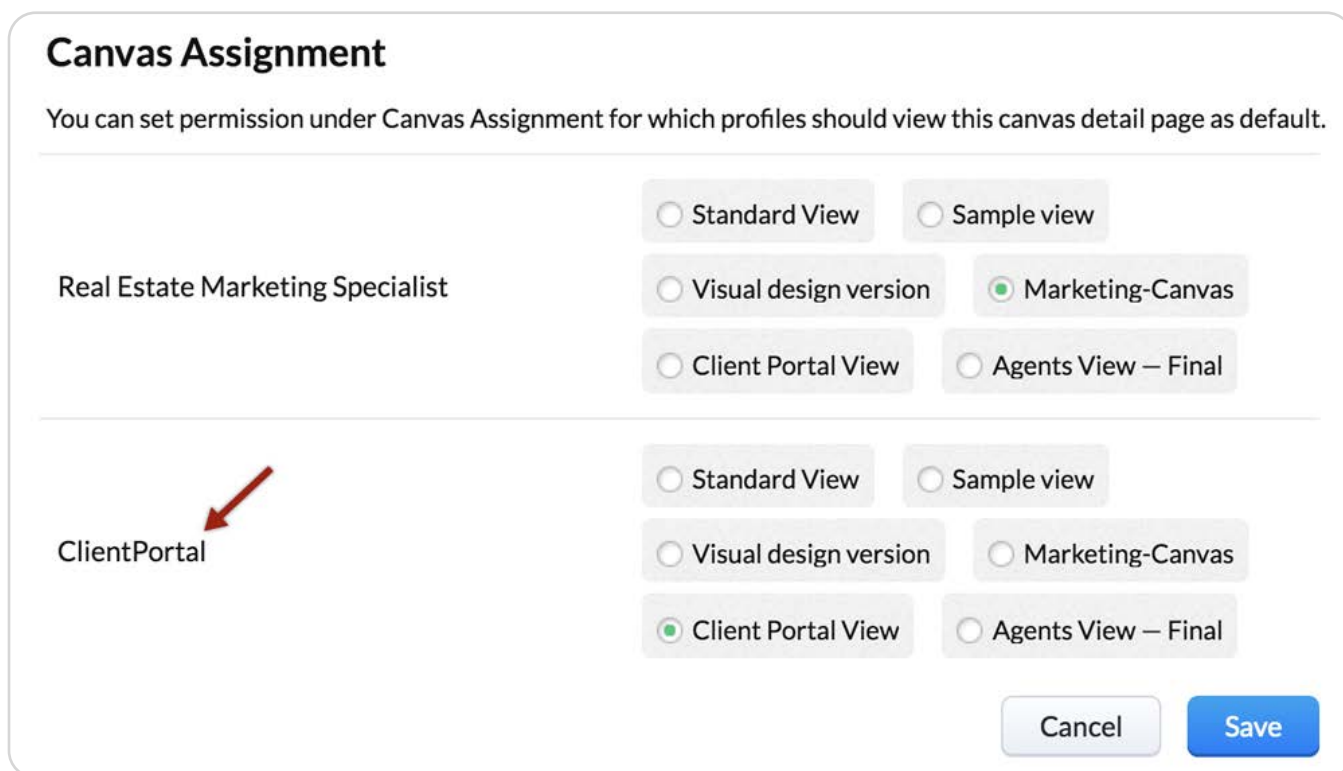 Canvas Assignment
You can set permission under Canvas Assignment for which profiles should view this canvas detail page as default.
Real Estate Marketing Specialist
Standard View
Sample view
Visual design version
Marketing-Canvas
Client Portal View
Agents View — Final
ClientPortal
Standard View
Sample view
Visual design version
Marketing-Canvas
Client Portal View
Agents View — Final
Cancel
Save